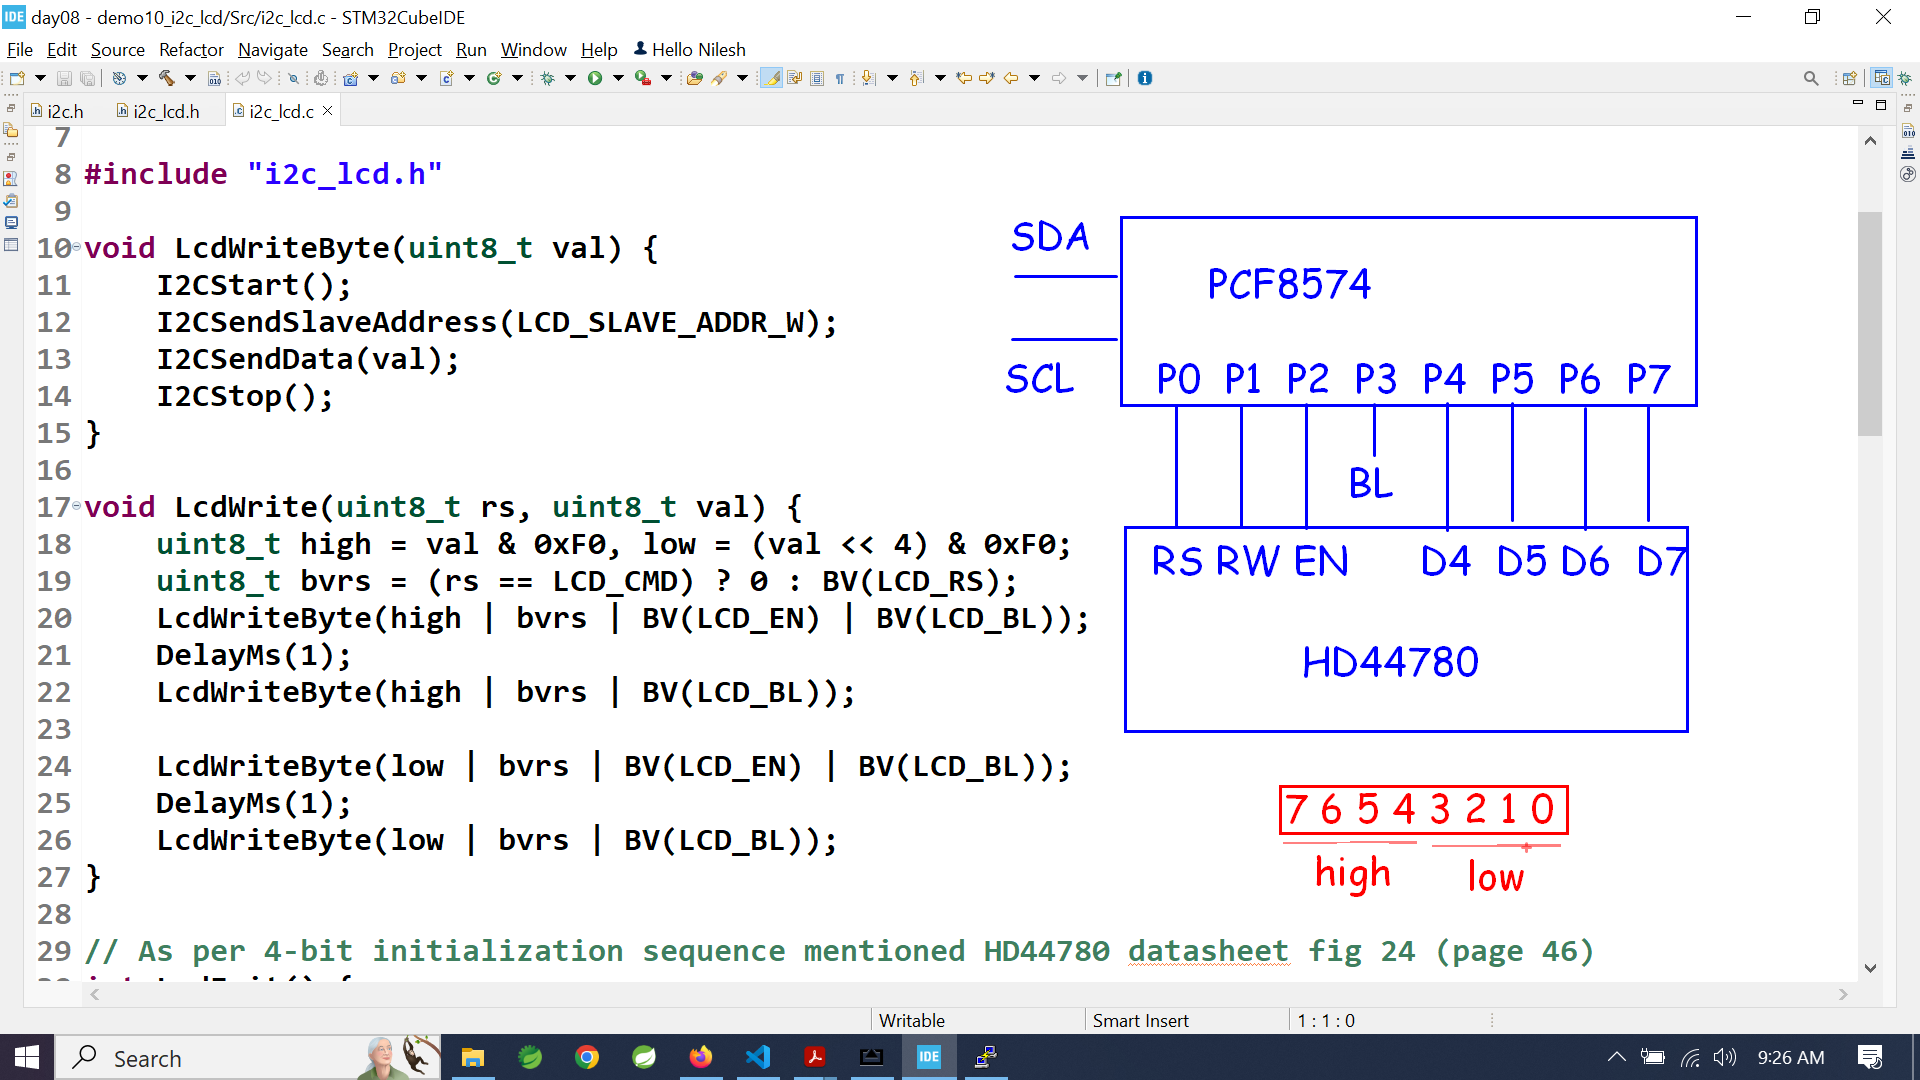 IDE day08 - demo10_i2c_lcd/Src/i2c_lcd.c - STM32CubeIDE
File Edit Source Refactor Navigate Search Project Run Window Help Hello Nilesh
i2c.h i2c_lcd.h i2c_lcd.c
7
8 #include "i2c_lcd.h"
9
10 void LcdWriteByte(uint8_t val) {
11 I2CStart();
12 I2CSendSlaveAddress(LCD_SLAVE_ADDR_W);
13 I2CSendData(val);
14 I2CStop();
15 }
16
17 void LcdWrite(uint8_t rs, uint8_t val) {
18 uint8_t high = val & 0xF0, low = (val << 4) & 0xF0;
19 uint8_t bvrs = (rs == LCD_CMD) ? 0 : BV(LCD_RS);
20 LcdWriteByte(high | bvrs | BV(LCD_EN) | BV(LCD_BL));
21 DelayMs(1);
22 LcdWriteByte(high | bvrs | BV(LCD_BL));
23
24 LcdWriteByte(low | bvrs | BV(LCD_EN) | BV(LCD_BL));
25 DelayMs(1);
26 LcdWriteByte(low | bvrs | BV(LCD_BL));
27 }
28
29 // As per 4-bit initialization sequence mentioned HD44780 datasheet fig 24 (page 46)
SDA
PCF8574
SCL
P0 P1 P2 P3 P4 P5 P6 P7
BL
RS RW EN D4 D5 D6 D7
HD44780
7 6 5 4 3 2 1 0
high low
Writable Smart Insert 1 : 1 : 0
Search IDE 9:26 AM